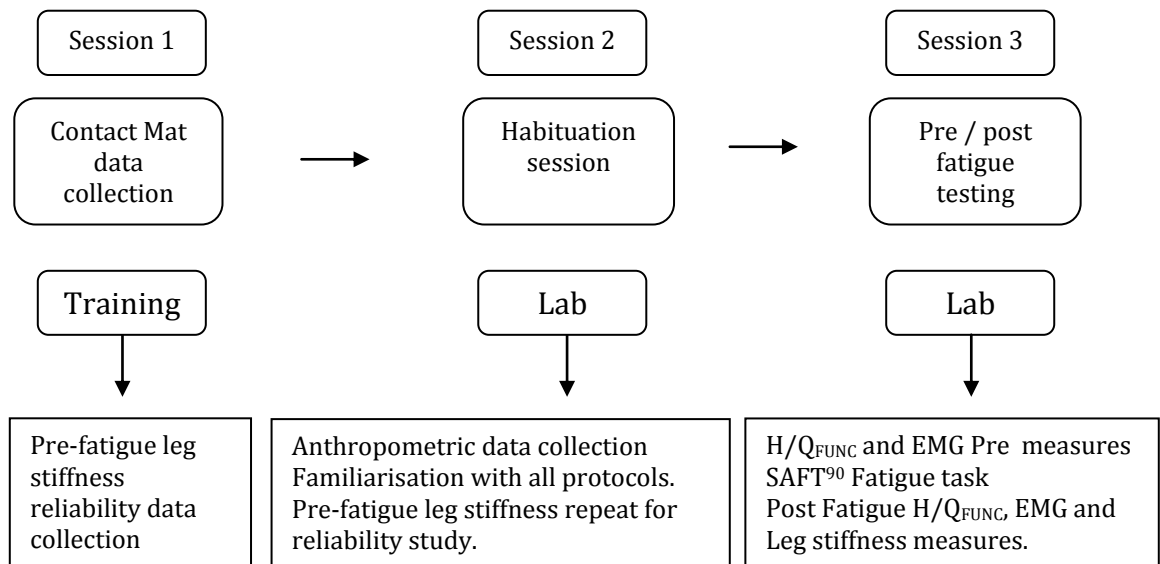 Session 1
Session 2
Session 3
Contact Mat
data
collection
Habituation
session
Pre / post
fatigue
testing
Training
Lab
Lab
Pre-fatigue leg
stiffness
reliability data
collection
Anthropometric data collection
Familiarisation with all protocols.
Pre-fatigue leg stiffness repeat for
reliability study.
H/QFUNC and EMG Pre  measures
SAFT⁹⁰ Fatigue task
Post Fatigue H/QFUNC, EMG and
Leg stiffness measures.